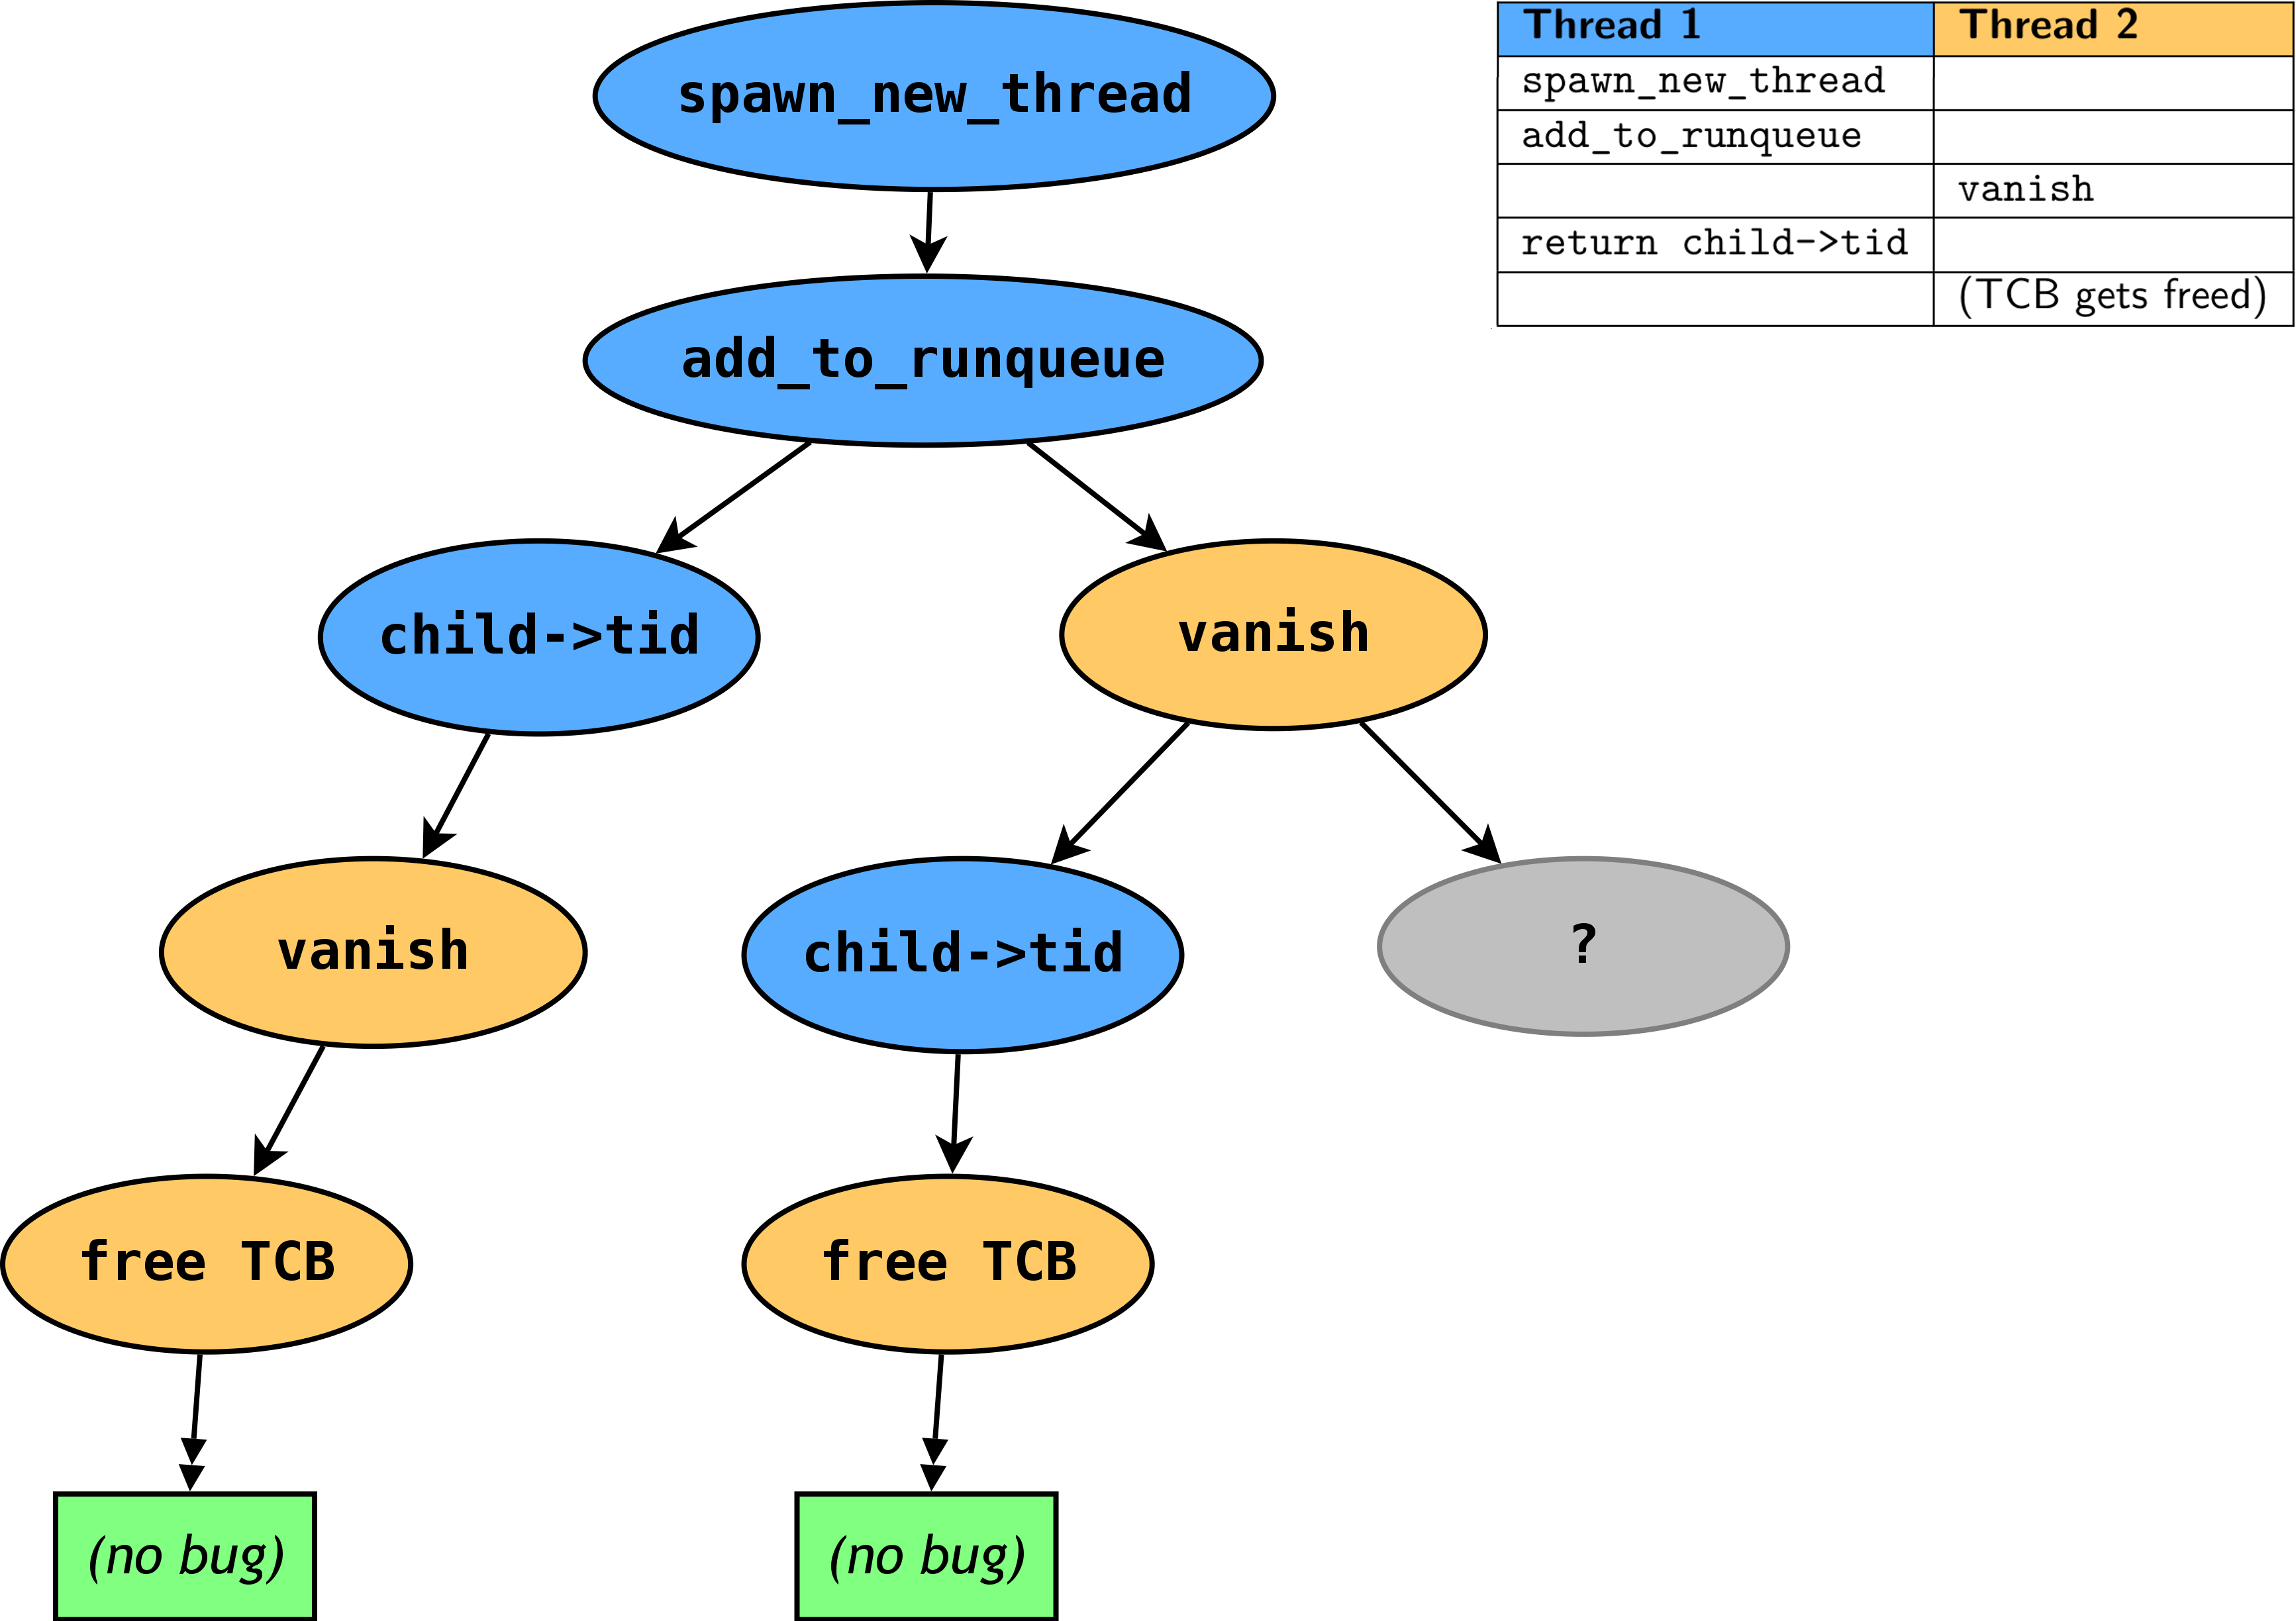 spawn_new_thread
add_to_runqueue
child->tid
vanish
vanish
child->tid
?
free TCB
free TCB
(no bug)
(no bug)
Thread 1 Thread 2
spawn_new_thread
add_to_runqueue
vanish
return child->tid
(TCB gets freed)